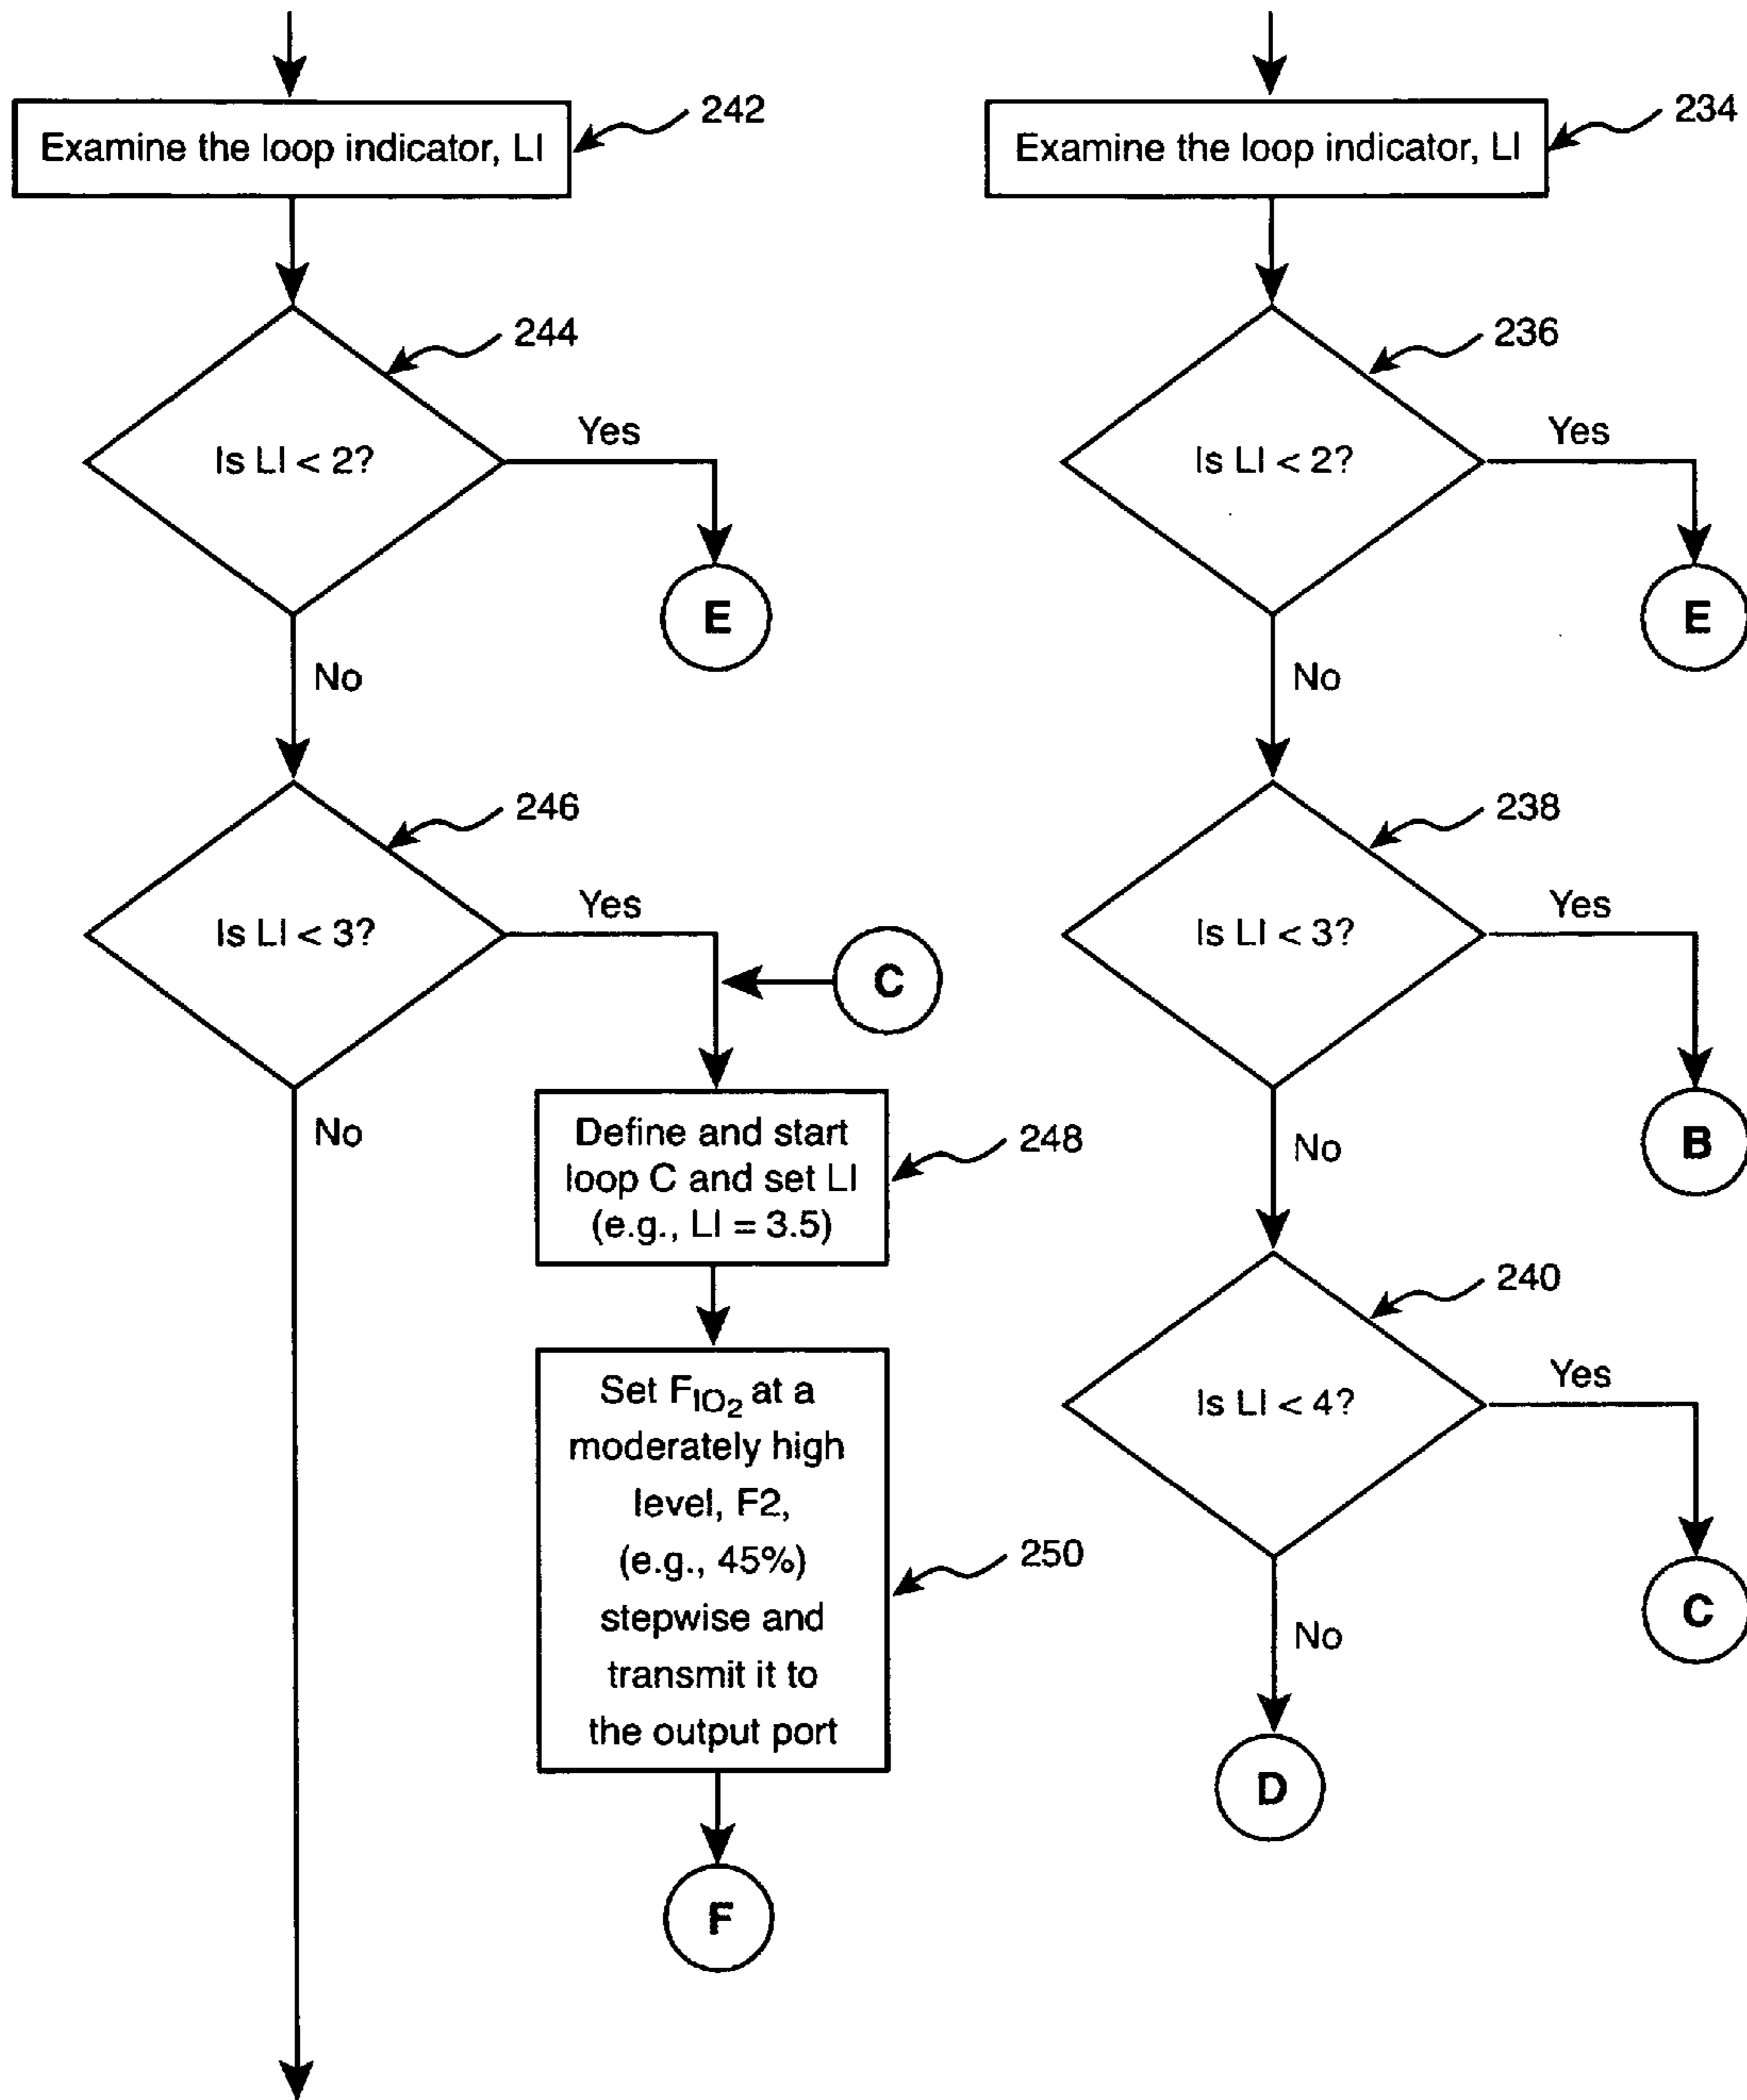 Examine the loop indicator, LI
242
244
Is LI < 2?
Yes
E
No
246
Is LI < 3?
Yes
C
No
Define and start
loop C and set LI
(e.g., LI = 3.5)
248
Set FIO2 at a
moderately high
level, F2,
(e.g., 45%)
stepwise and
transmit it to
the output port
250
F
Examine the loop indicator, LI
234
236
Is LI < 2?
Yes
E
No
238
Is LI < 3?
Yes
B
No
240
Is LI < 4?
Yes
C
No
D